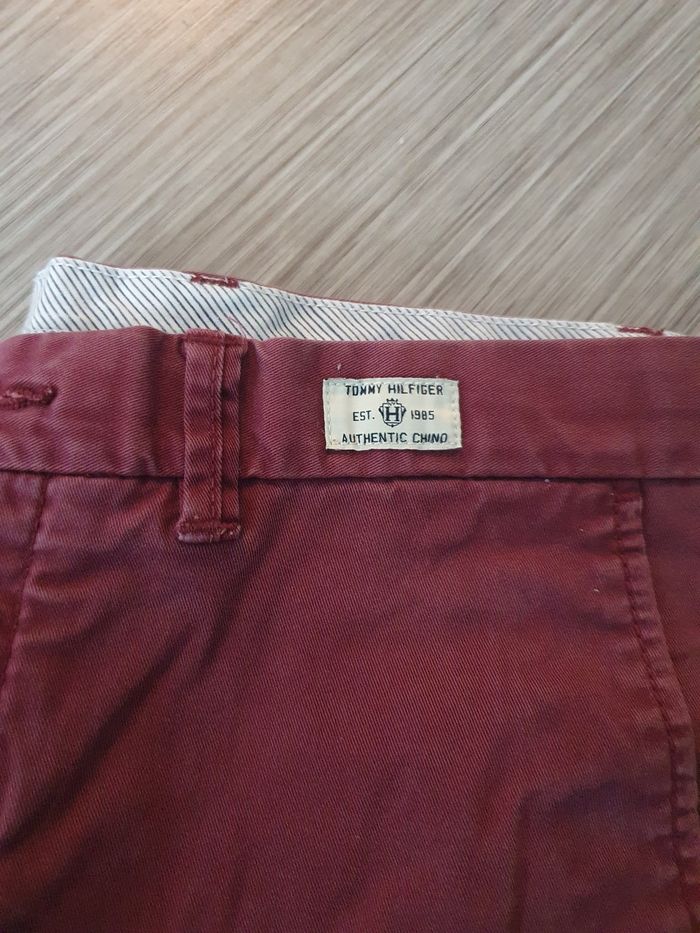 TOMMY HILFIGER
EST. H 1985
AUTHENTIC CHINO